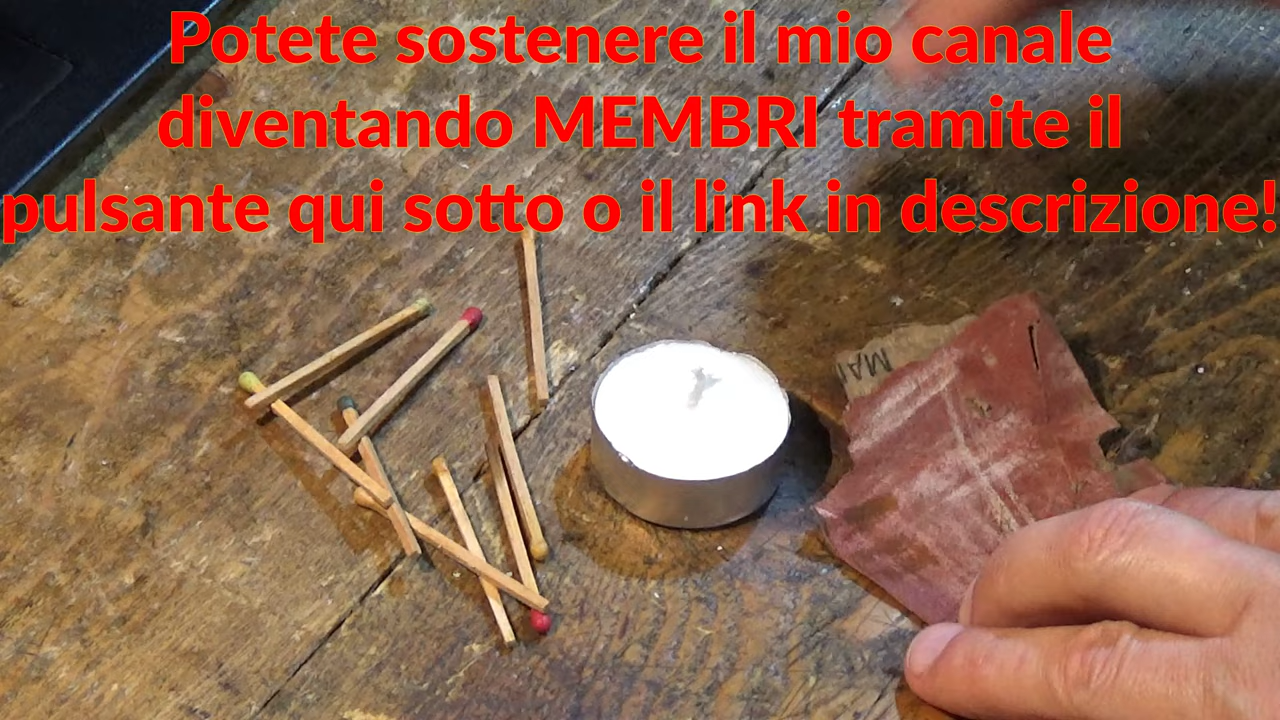 Potete sostenere il mio canale
diventando MEMBRI tramite il
pulsante qui sotto o il link in descrizione!